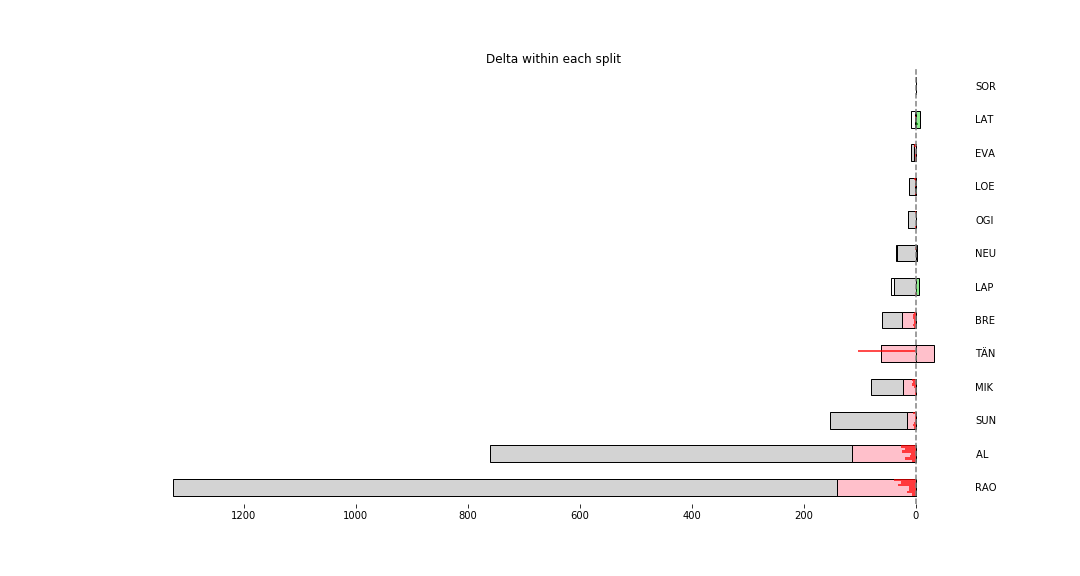 Delta within each split
SOR
LAT
EVA
LOE
OGI
NEU
LAP
BRE
TÄN
MIK
SUN
AL
RAO
1200 1000 800 600 400 200 0